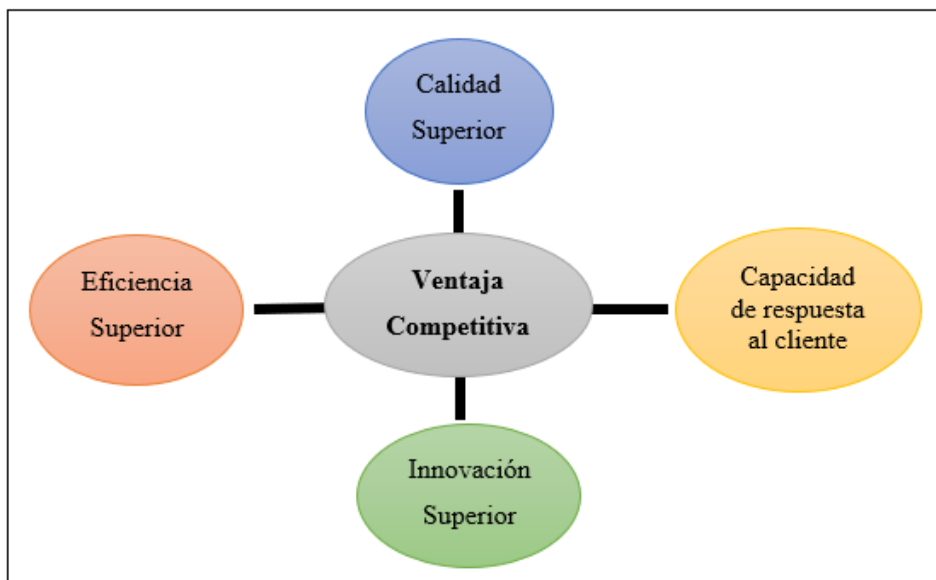 Calidad
Superior
Eficiencia
Superior
Ventaja
Competitiva
Capacidad
de respuesta
al cliente
Innovación
Superior